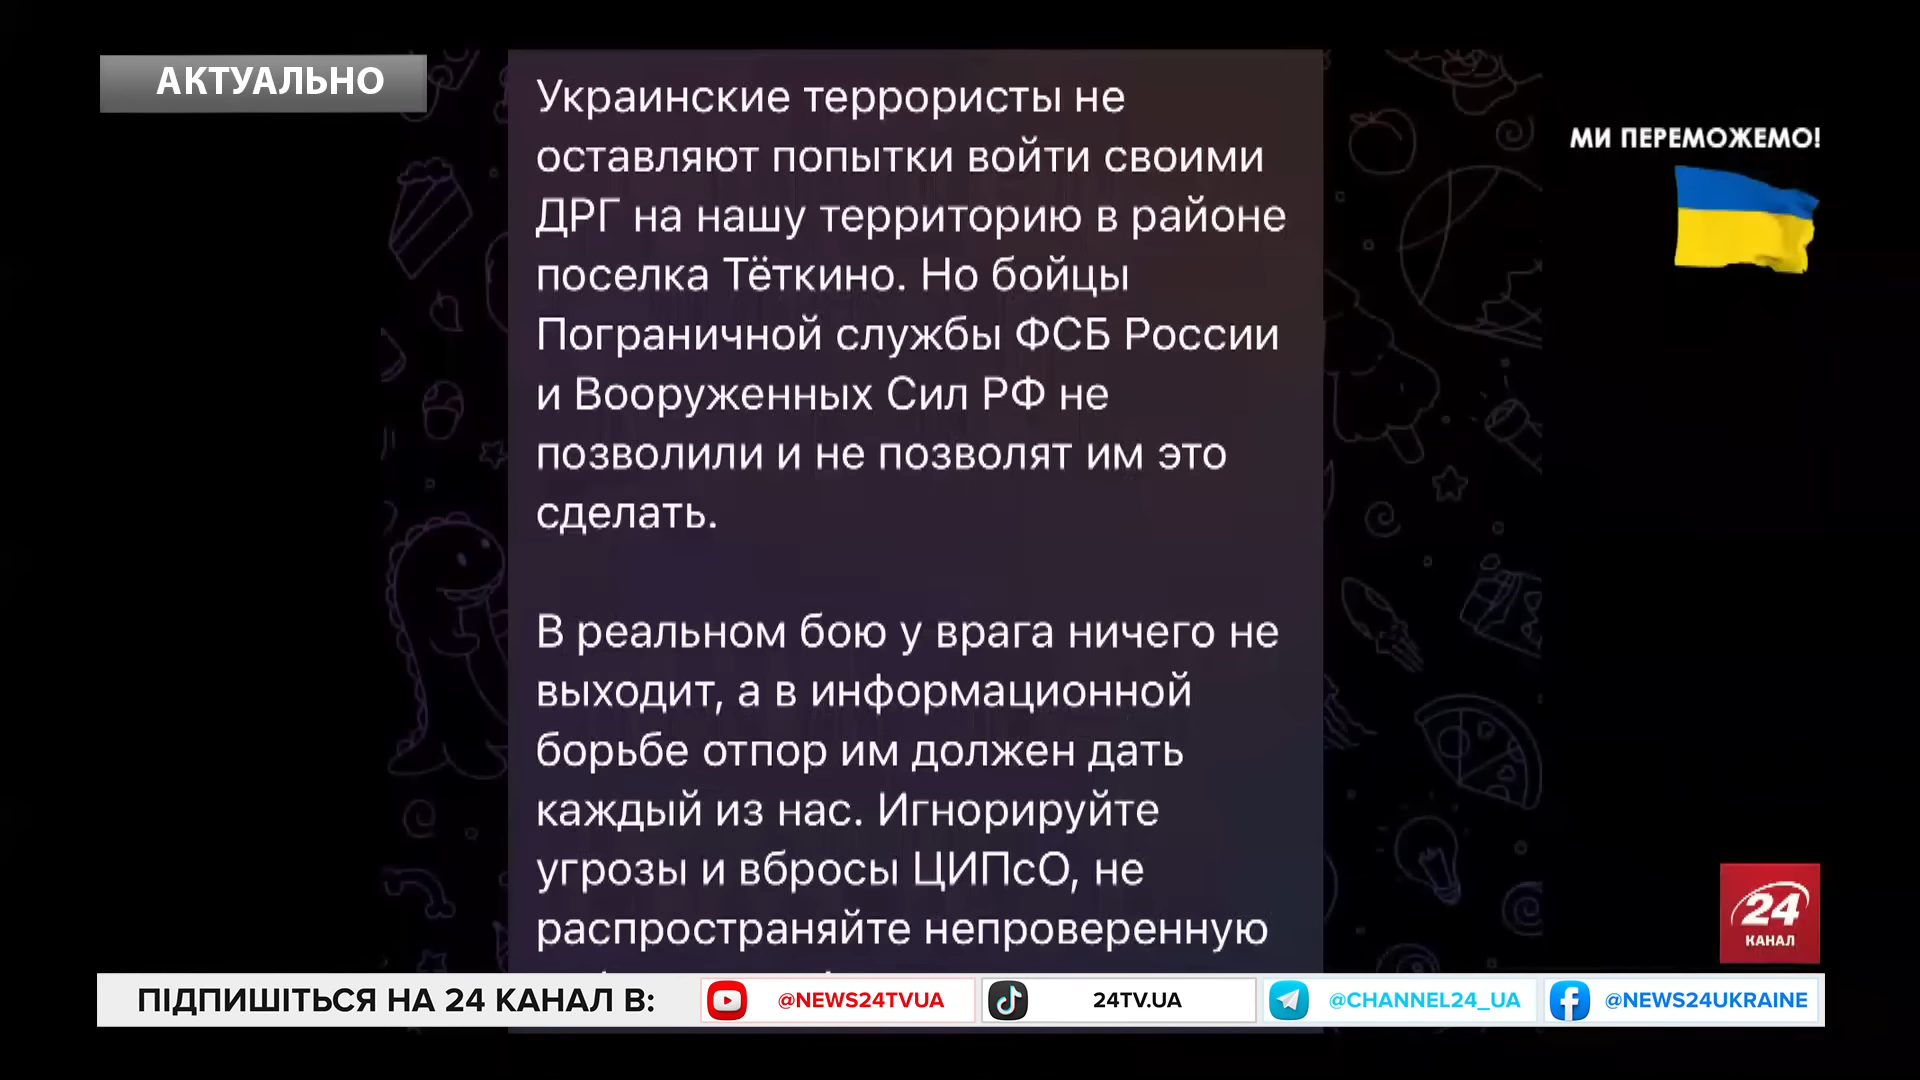 АКТУАЛЬНО
МИ ПЕРЕМОЖЕМО!
Украинские террористы не
оставляют попытки войти своими
ДРГ на нашу территорию в районе
поселка Тёткино. Но бойцы
Пограничной службы ФСБ России
и Вооруженных Сил РФ не
позволили и не позволят им это
сделать.
В реальном бою у врага ничего не
выходит, а в информационной
борьбе отпор им должен дать
каждый из нас. Игнорируйте
угрозы и вбросы ЦИПсО, не
распространяйте непроверенную
24
КАНАЛ
ПІДПИШІТЬСЯ НА 24 КАНАЛ В:
@NEWS24TVUA
24TV.UA
@CHANNEL24_UA
@NEWS24UKRAINE